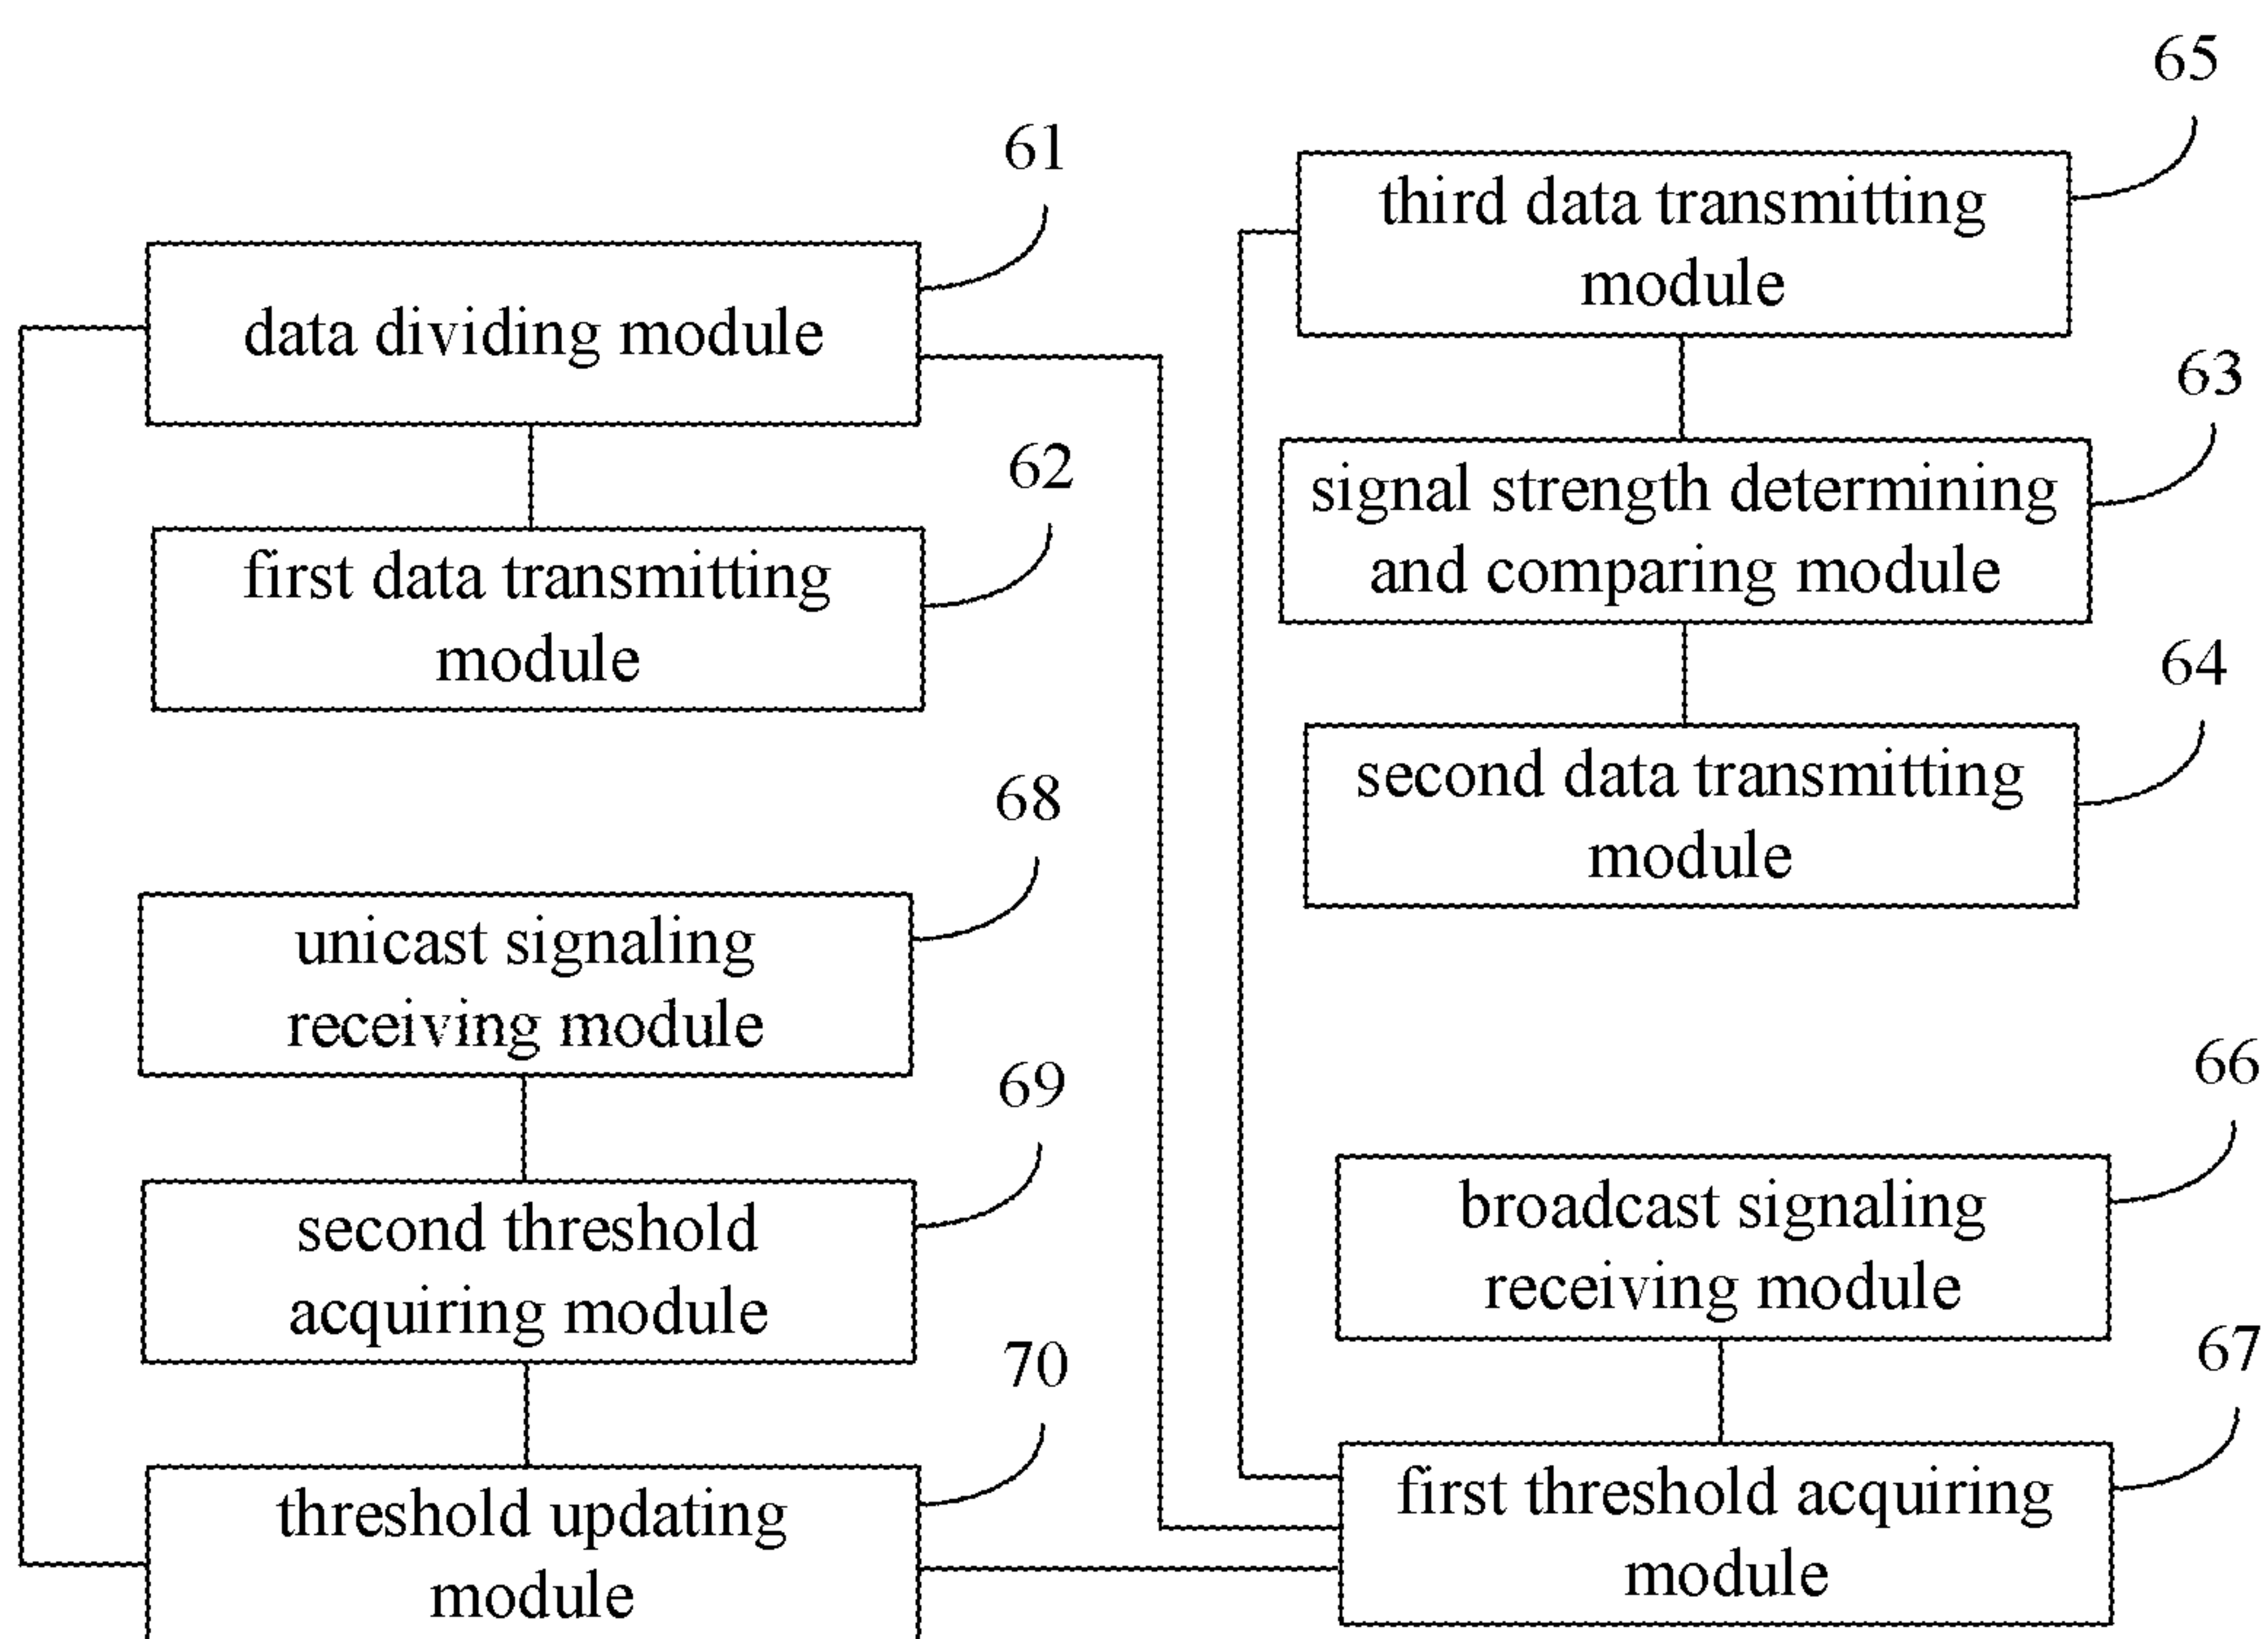 61
data dividing module
62
first data transmitting
module
68
unicast signaling
receiving module
69
second threshold
acquiring module
70
threshold updating
module
65
third data transmitting
module
63
signal strength determining
and comparing module
64
second data transmitting
module
66
broadcast signaling
receiving module
67
first threshold acquiring
module